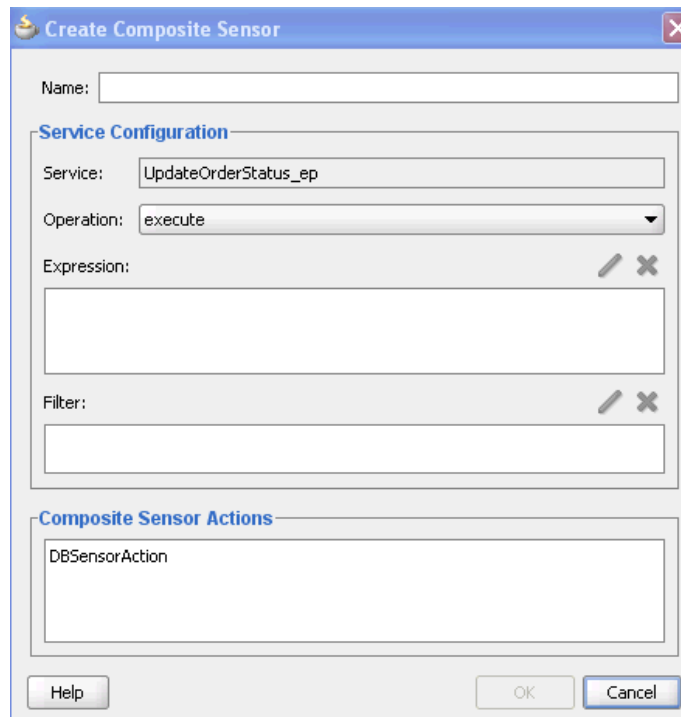 Create Composite Sensor
Name:
Service Configuration
Service: UpdateOrderStatus_ep
Operation: execute
Expression:
Filter:
Composite Sensor Actions
DBSensorAction
Help OK Cancel